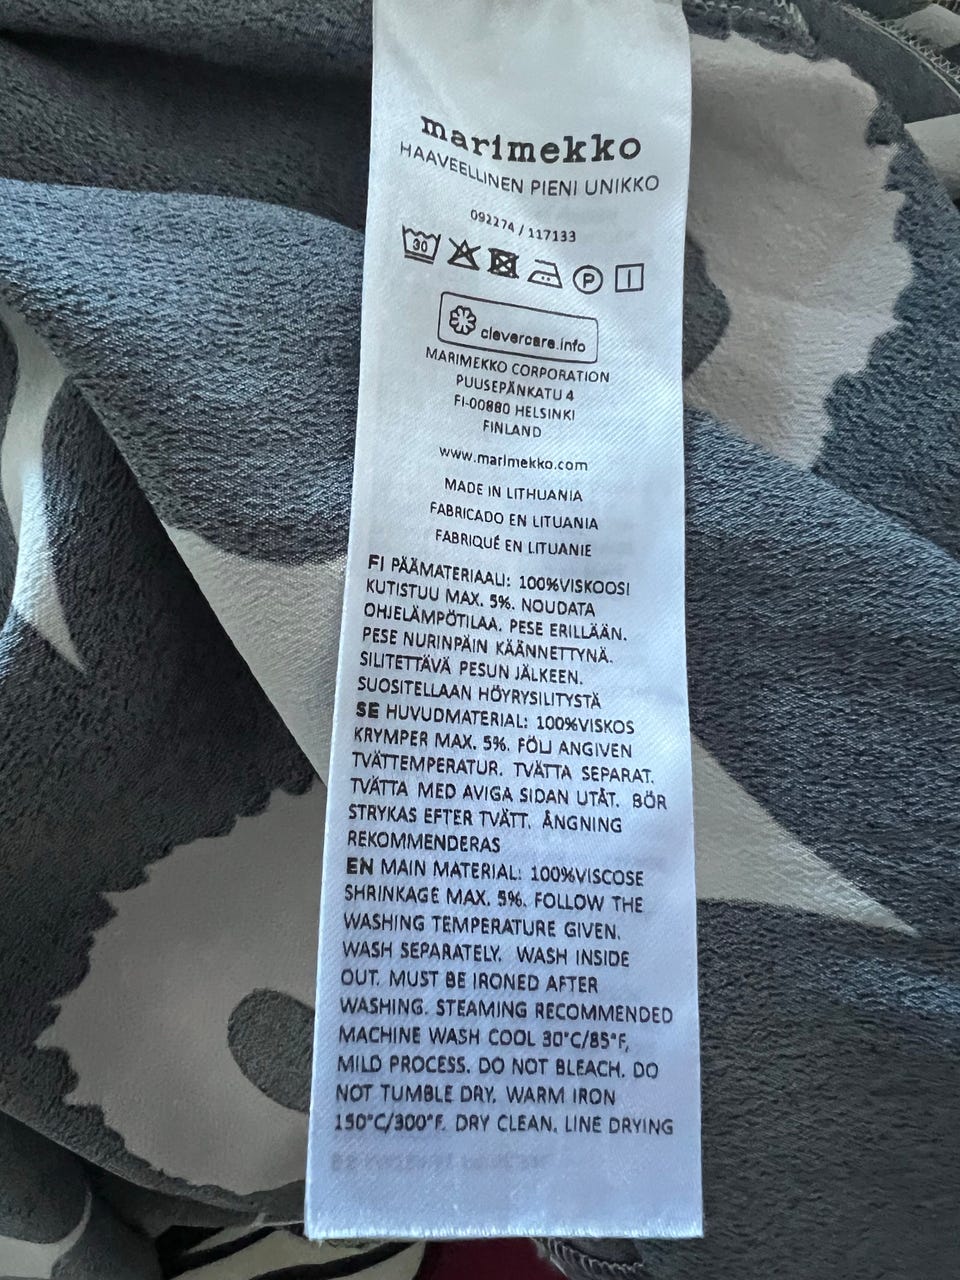 marimekko
HAAVEELLINEN PIENI UNIKKO
092274 / 117133
30
P
clevercare.info
MARIMEKKO CORPORATION
PUUSEPÄNKATU 4
FI-00880 HELSINKI
FINLAND
www.marimekko.com
MADE IN LITHUANIA
FABRICADO EN LITUANIA
FABRIQUÉ EN LITUANIE
FI PÄÄMATERIAALI: 100%VISKOOSI
KUTISTUU MAX. 5%. NOUDATA
OHJELÄMPÖTILAA. PESE ERILLÄÄN.
PESE NURINPÄIN KÄÄNNETTYNÄ.
SILITETTÄVÄ PESUN JÄLKEEN.
SUOSITELLAAN HÖYRYSILITYSTÄ
SE HUVUDMATERIAL: 100%VISKOS
KRYMPER MAX. 5%. FÖLJ ANGIVEN
TVÄTTEMPERATUR. TVÄTTA SEPARAT.
TVÄTTA MED AVIGA SIDAN UTÅT. BÖR
STRYKAS EFTER TVÄTT. ÅNGNING
REKOMMENDERAS
EN MAIN MATERIAL: 100%VISCOSE
SHRINKAGE MAX. 5%. FOLLOW THE
WASHING TEMPERATURE GIVEN.
WASH SEPARATELY. WASH INSIDE
OUT. MUST BE IRONED AFTER
WASHING. STEAMING RECOMMENDED
MACHINE WASH COOL 30°C/85°F,
MILD PROCESS. DO NOT BLEACH. DO
NOT TUMBLE DRY. WARM IRON
150°C/300°F. DRY CLEAN. LINE DRYING